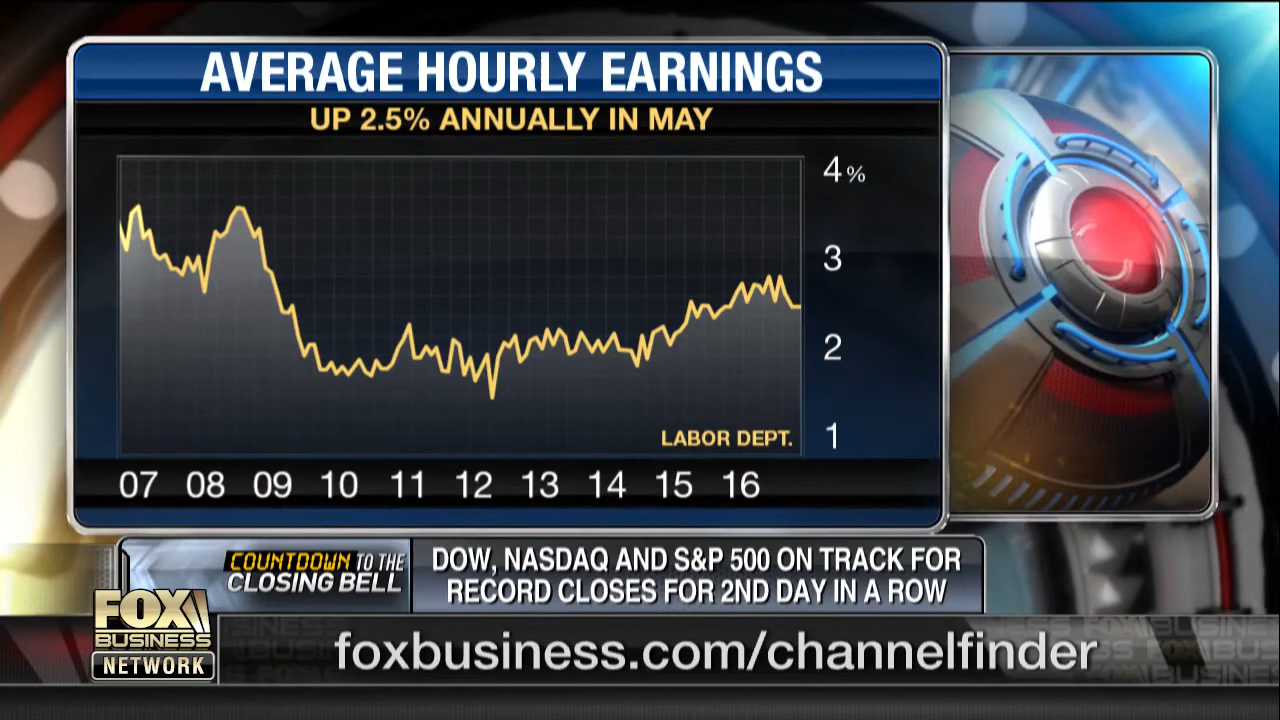 AVERAGE HOURLY EARNINGS
UP 2.5% ANNUALLY IN MAY
4%
3
2
1
LABOR DEPT.
07 08 09 10 11 12 13 14 15 16
COUNTDOWN TO THE
CLOSING BELL
DOW, NASDAQ AND S&P 500 ON TRACK FOR
RECORD CLOSES FOR 2ND DAY IN A ROW
FOX
BUSINESS
NETWORK
foxbusiness.com/channelfinder